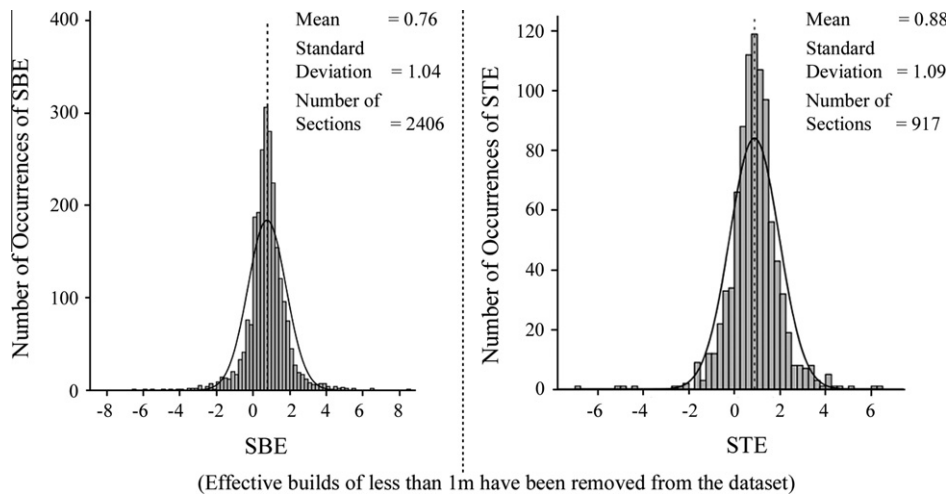 Number of Occurrences of SBE
400
300
200
100
0
-8 -6 -4 -2 0 2 4 6 8
SBE
Mean = 0.76
Standard
Deviation = 1.04
Number of
Sections = 2406
Number of Occurrences of STE
120
100
80
60
40
20
0
-6 -4 -2 0 2 4 6
STE
Mean = 0.88
Standard
Deviation = 1.09
Number of
Sections = 917
(Effective builds of less than 1m have been removed from the dataset)